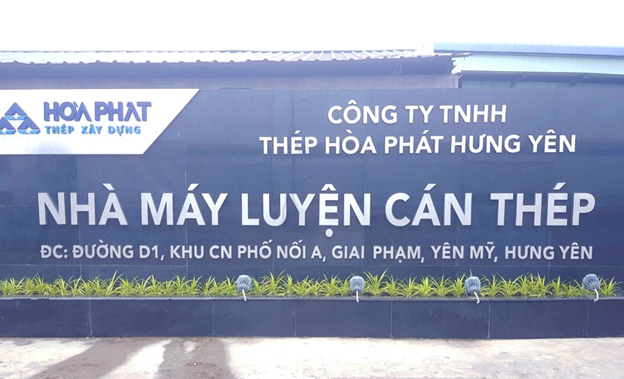 HÒA PHÁT
THÉP XÂY DỰNG
CÔNG TY TNHH
THÉP HÒA PHÁT HƯNG YÊN
NHÀ MÁY LUYỆN CÁN THÉP
ĐC: ĐƯỜNG D1, KHU CN PHỐ NỐI A, GIAI PHẠM, YÊN MỸ, HƯNG YÊN